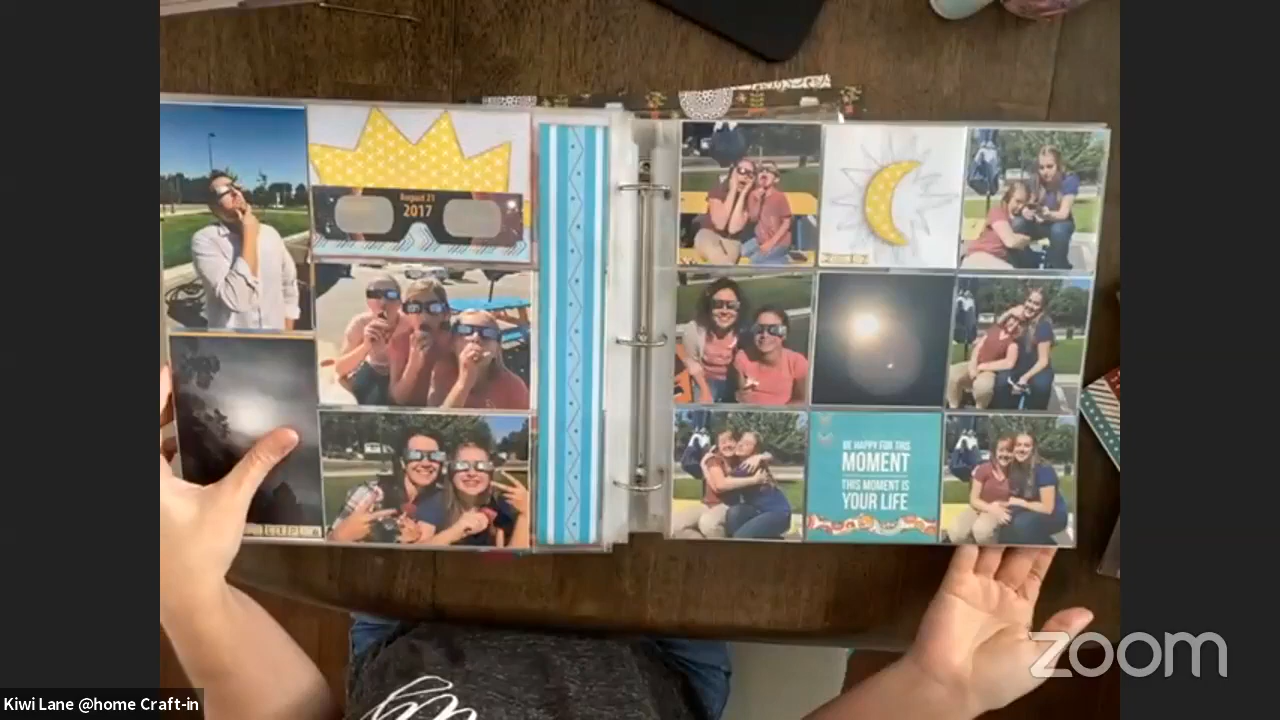 August 21
2017
BE HAPPY FOR THIS
MOMENT
THIS MOMENT IS
YOUR LIFE
zoom
Kiwi Lane @home Craft-in